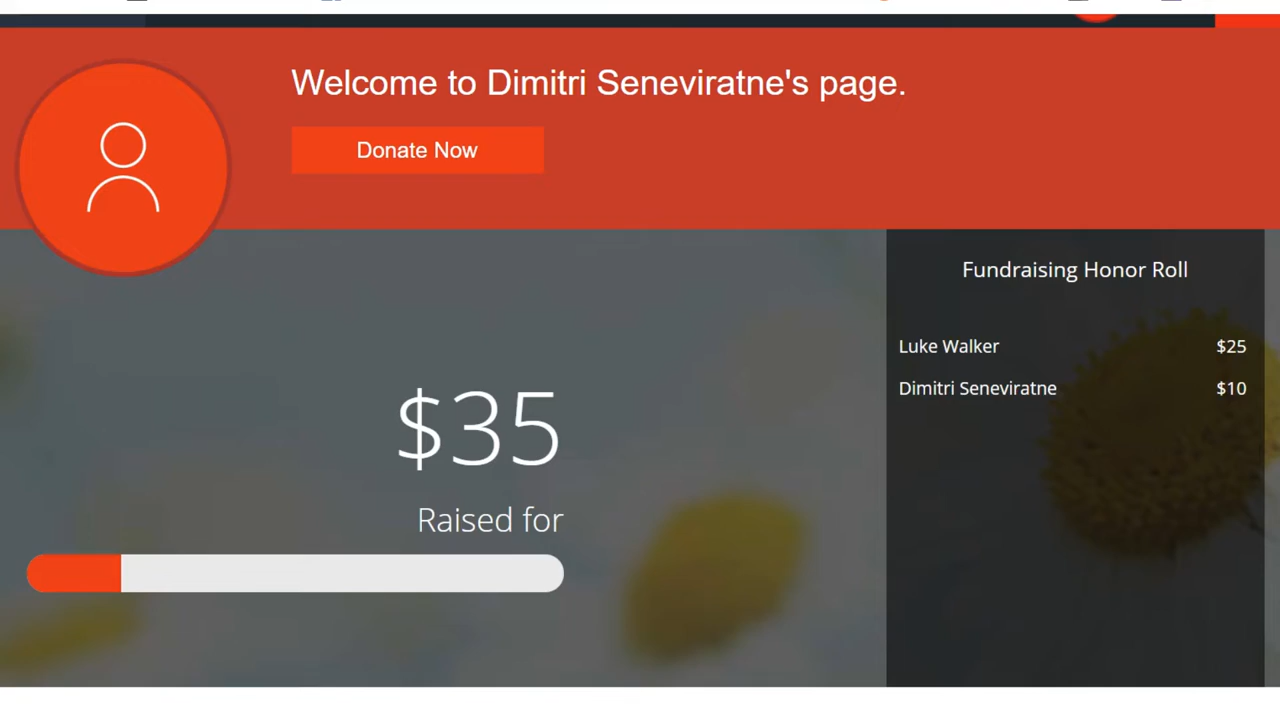 Welcome to Dimitri Seneviratne's page.
Donate Now
Fundraising Honor Roll
Luke Walker $25
Dimitri Seneviratne $10
$35
Raised for